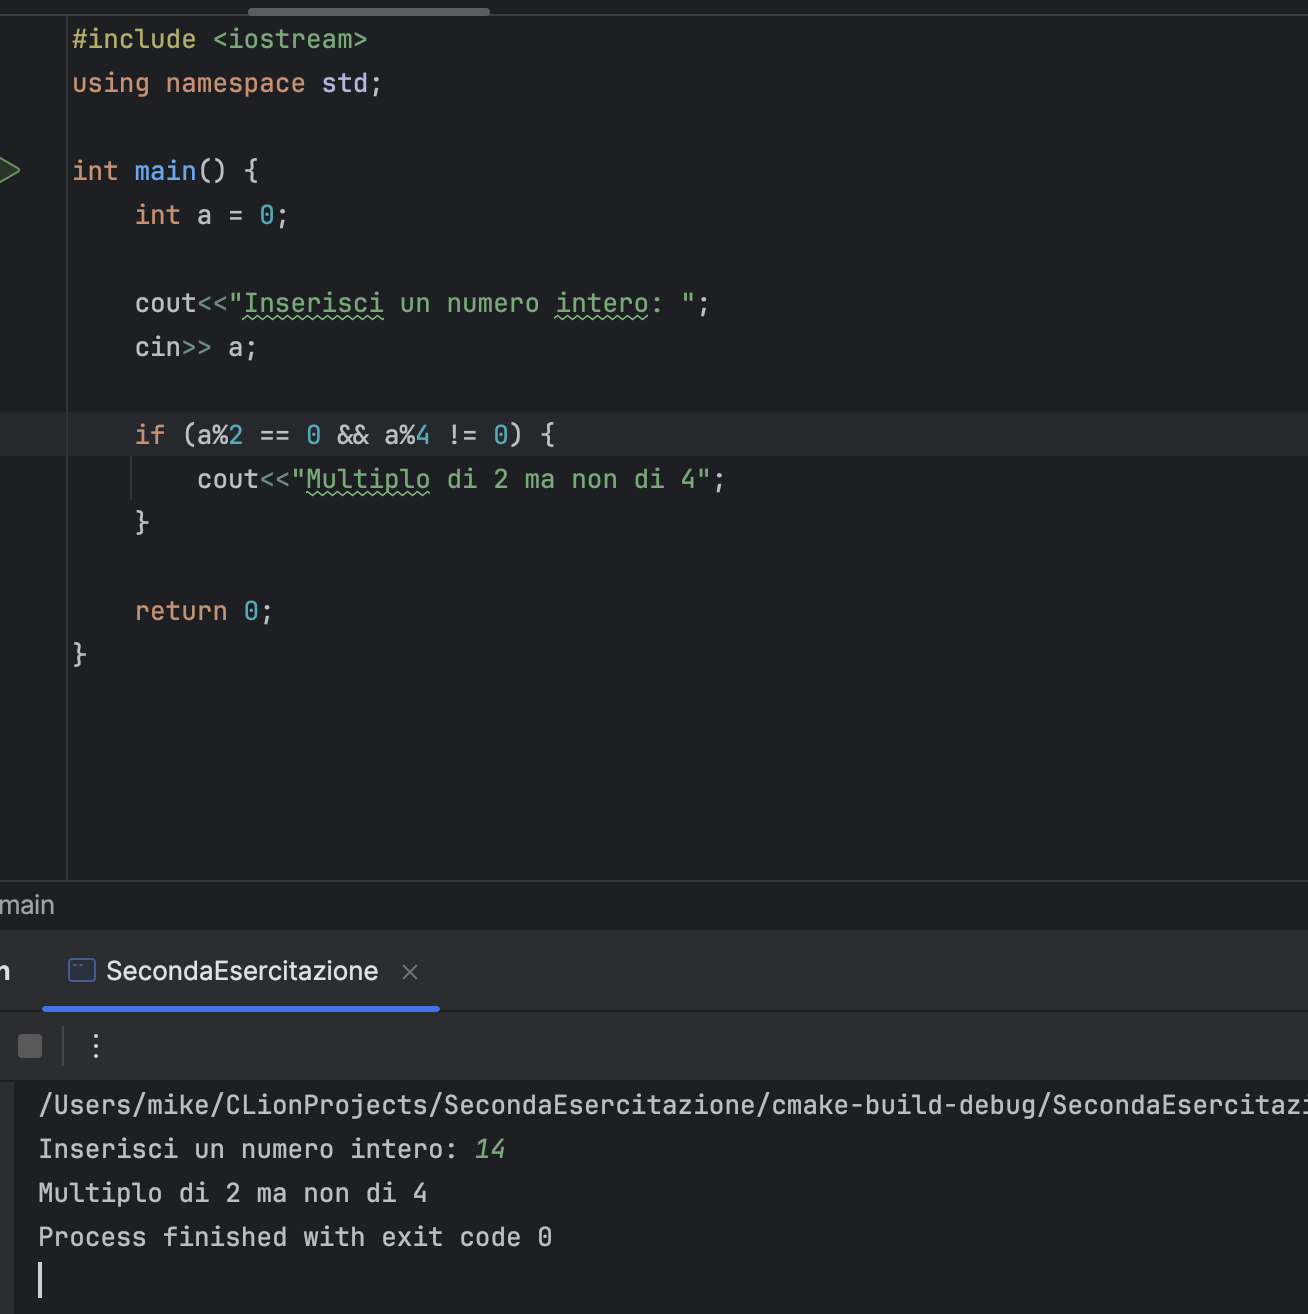 #include <iostream>
using namespace std;
int main() {
int a = 0;
cout<<"Inserisci un numero intero: ";
cin>> a;
if (a%2 == 0 && a%4 != 0) {
cout<<"Multiplo di 2 ma non di 4";
}
return 0;
}
main
SecondaEsercitazione
/Users/mike/CLionProjects/SecondaEsercitazione/cmake-build-debug/SecondaEsercitazi
Inserisci un numero intero: 14
Multiplo di 2 ma non di 4
Process finished with exit code 0